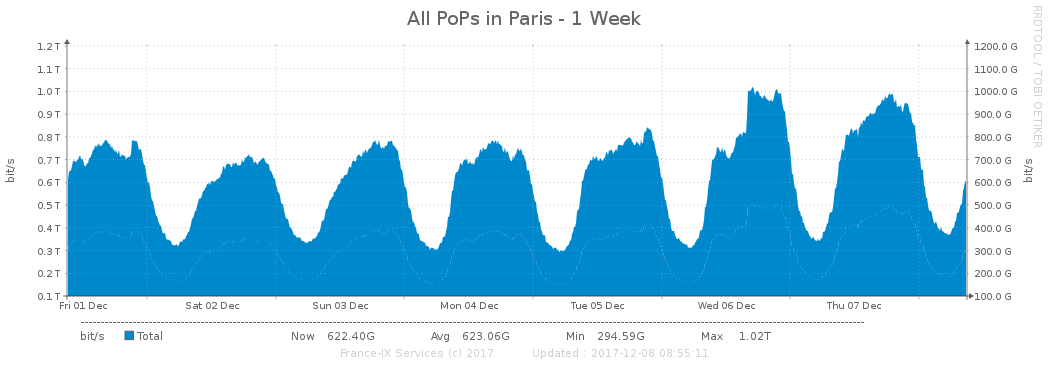 All PoPs in Paris - 1 Week
RRDTOOL / TOBI OETIKER
bit/s
1.2 T
1.1 T
1.0 T
0.9 T
0.8 T
0.7 T
0.6 T
0.5 T
0.4 T
0.3 T
0.2 T
0.1 T
1200.0 G
1100.0 G
1000.0 G
900.0 G
800.0 G
700.0 G
600.0 G
500.0 G
400.0 G
300.0 G
200.0 G
100.0 G
bit/s
Fri 01 Dec Sat 02 Dec Sun 03 Dec Mon 04 Dec Tue 05 Dec Wed 06 Dec Thu 07 Dec
bit/s Total Now 622.40G Avg 623.06G Min 294.59G Max 1.02T
France-IX Services (c) 2017 Updated : 2017-12-08 08:55:11